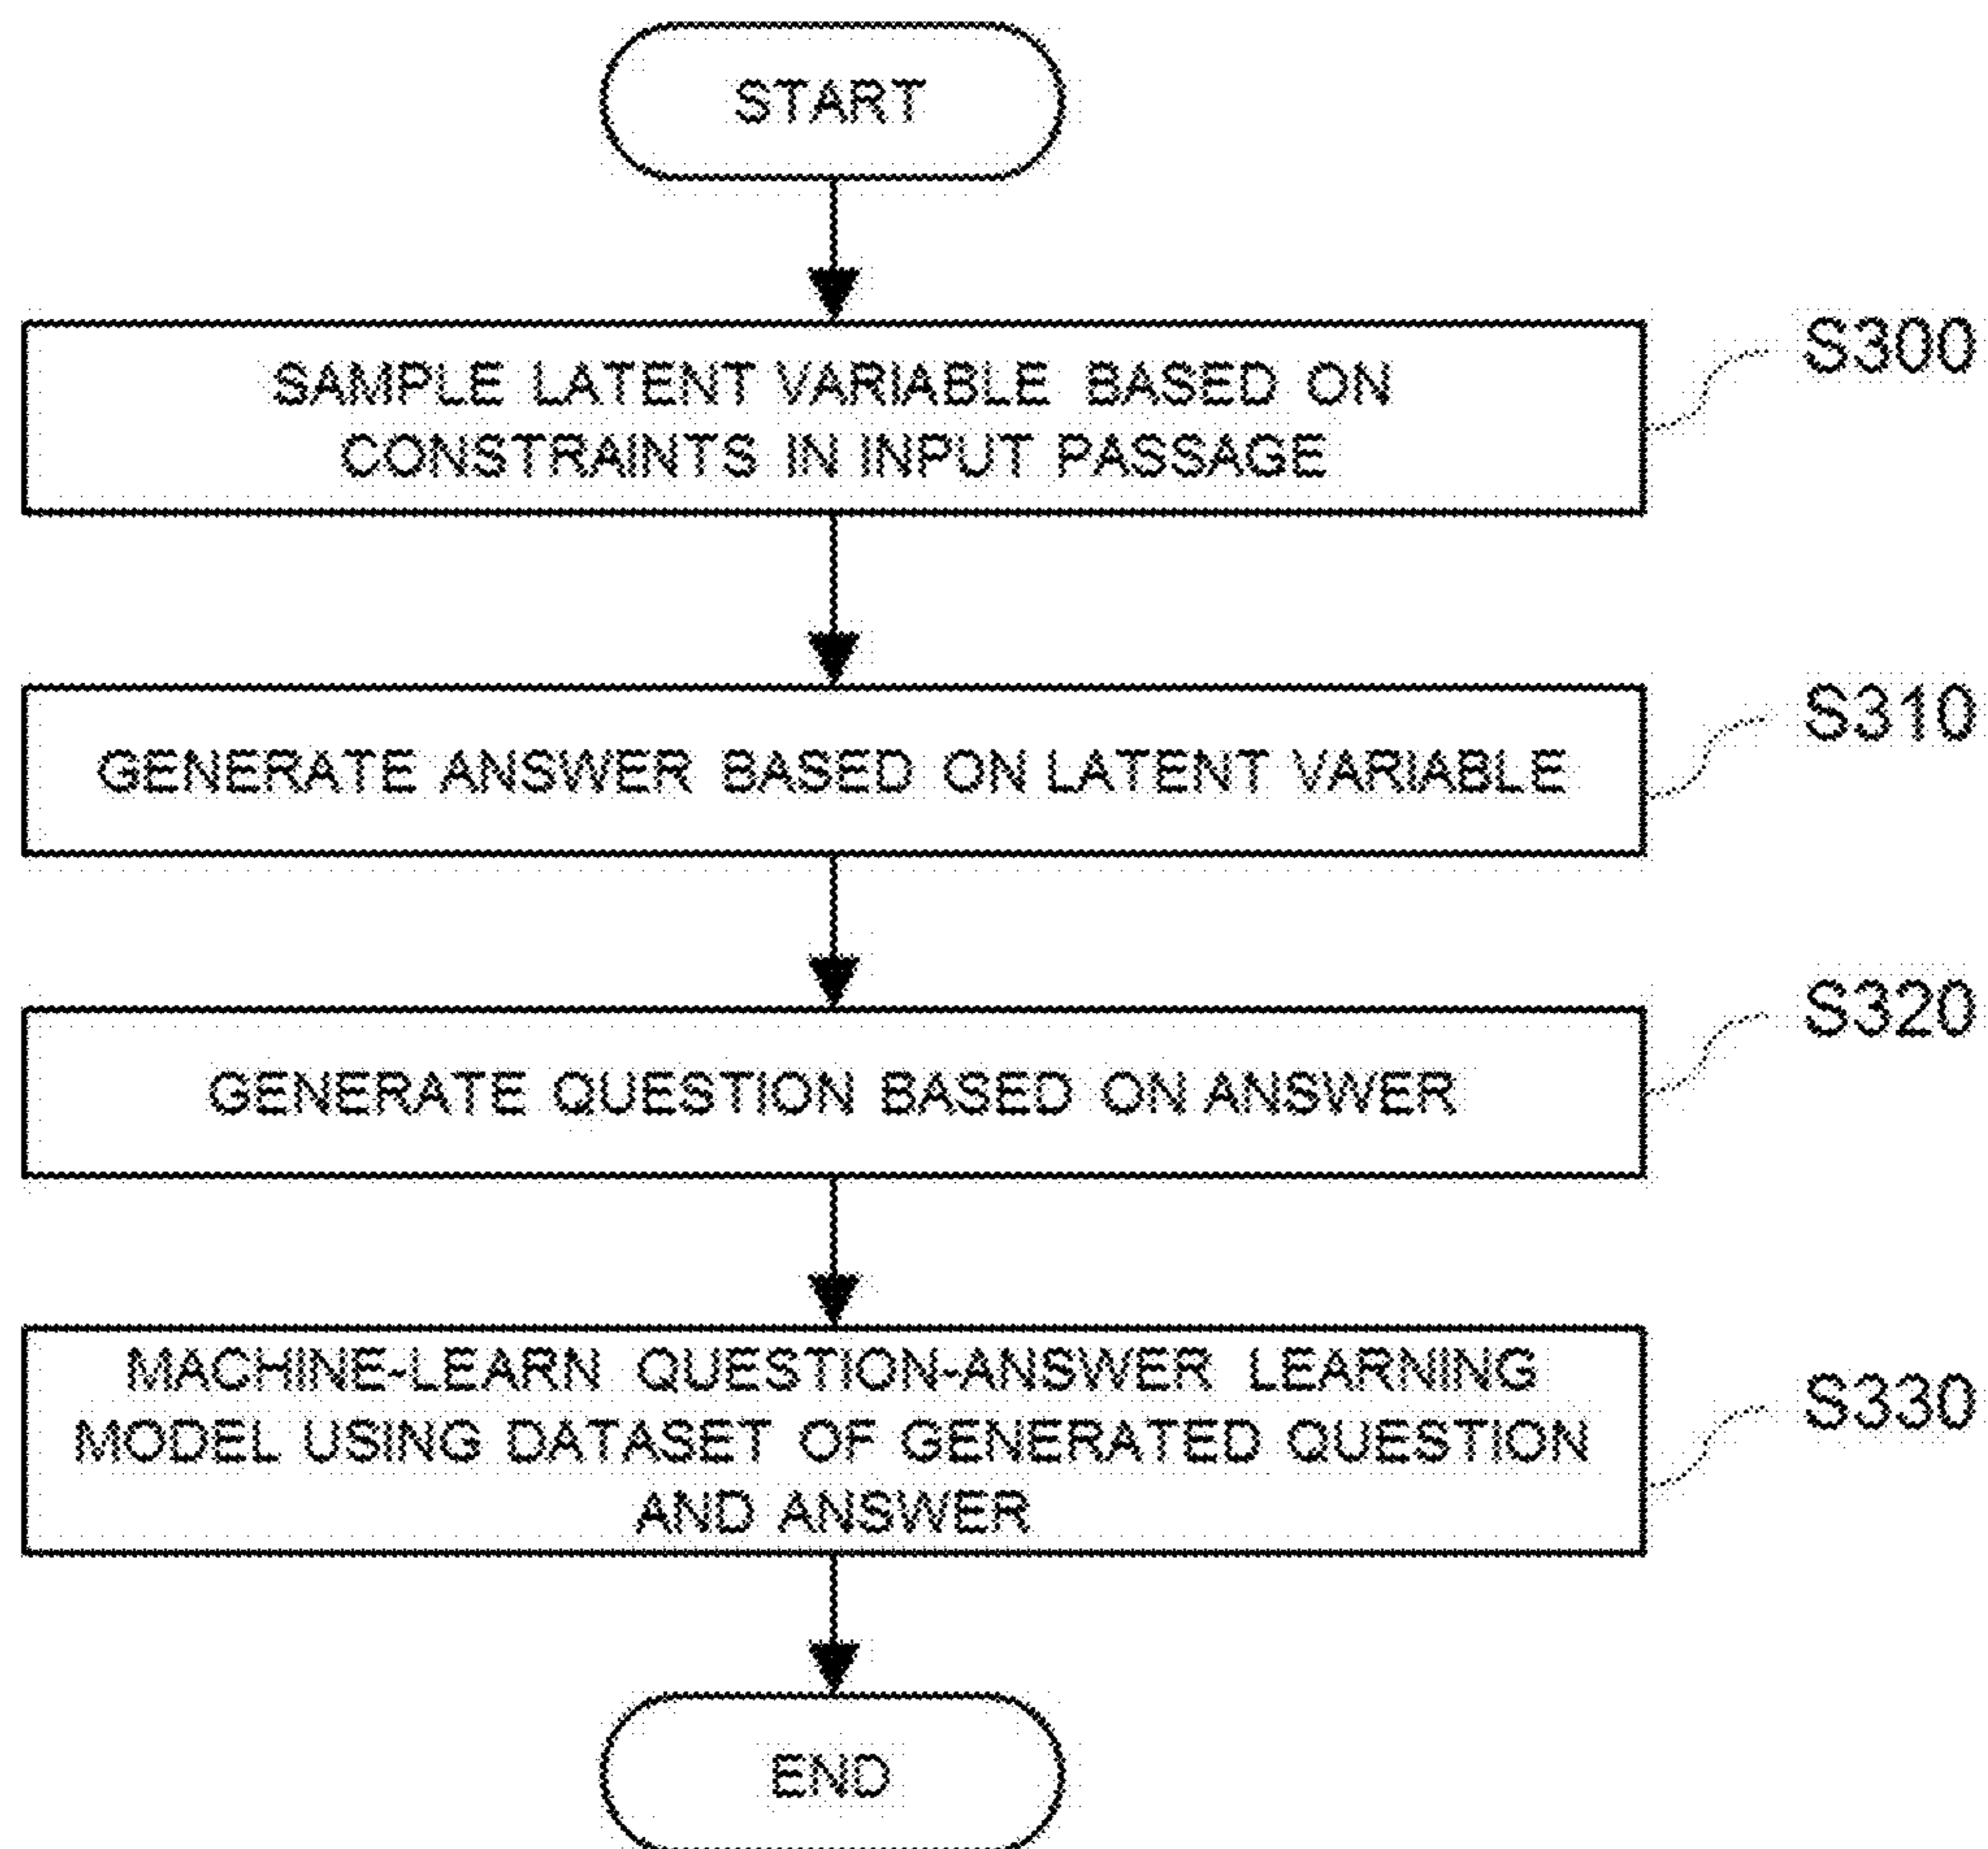 START
SAMPLE LATENT VARIABLE BASED ON
CONSTRAINTS IN INPUT PASSAGE
S300
GENERATE ANSWER BASED ON LATENT VARIABLE
S310
GENERATE QUESTION BASED ON ANSWER
S320
MACHINE-LEARN QUESTION-ANSWER LEARNING
MODEL USING DATASET OF GENERATED QUESTION
AND ANSWER
S330
END